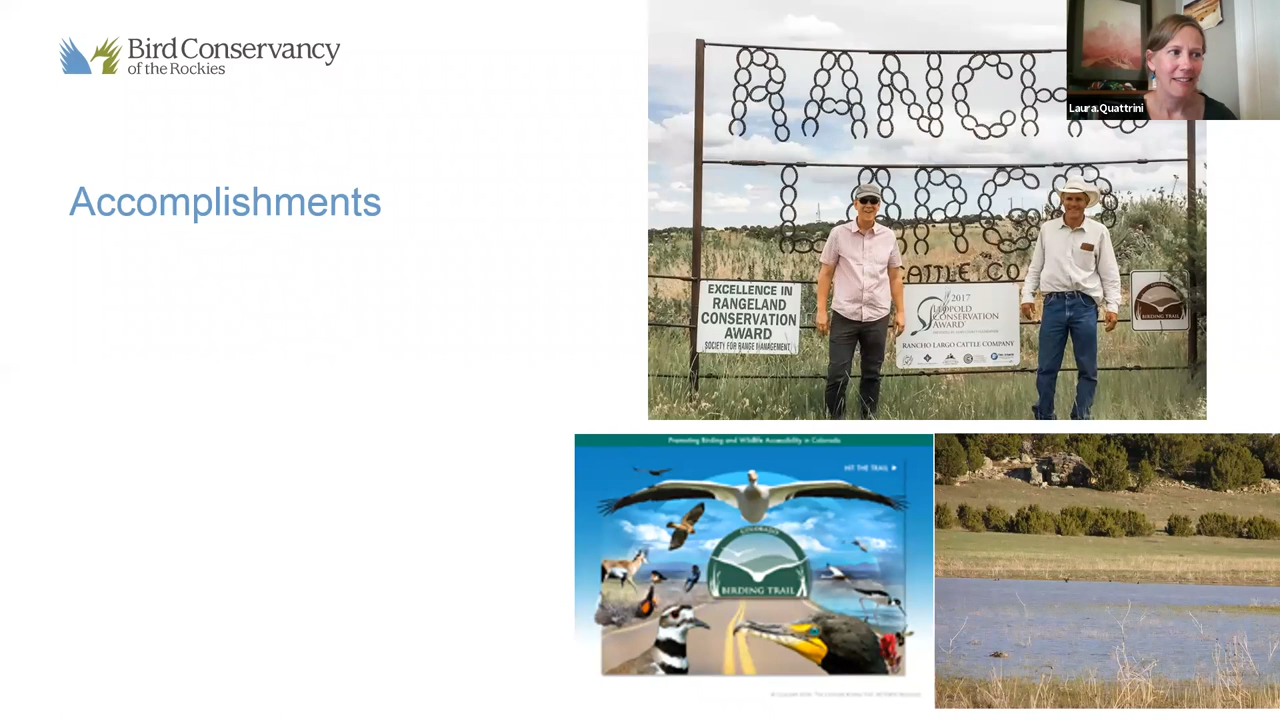 Bird Conservancy
of the Rockies
Accomplishments
RANCH
LARGO
CATTLE CO
EXCELLENCE IN
RANGELAND
CONSERVATION
AWARD
SOCIETY FOR RANGE MANAGEMENT
2017
LEOPOLD
CONSERVATION
AWARD
RANCHO LARGO CATTLE COMPANY
BIRDING TRAIL
Laura.Quattrini
Promoting Birding and Wildlife Accessibility in Colorado
HIT THE TRAIL
COLORADO
BIRDING TRAIL